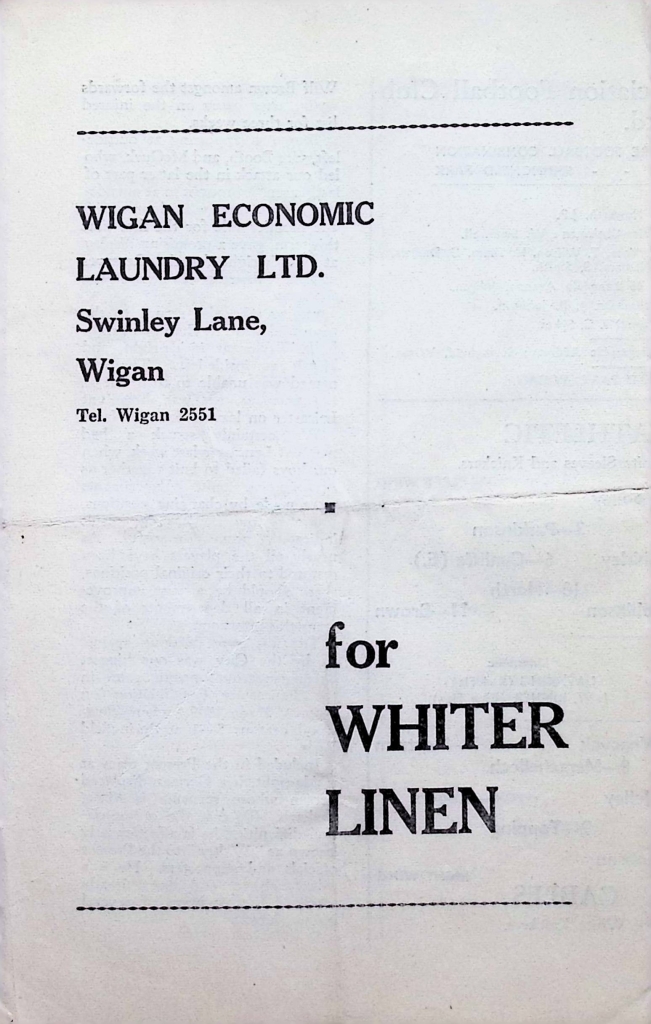 WIGAN ECONOMIC
LAUNDRY LTD.
Swinley Lane,
Wigan
Tel. Wigan 2551
for
WHITER
LINEN